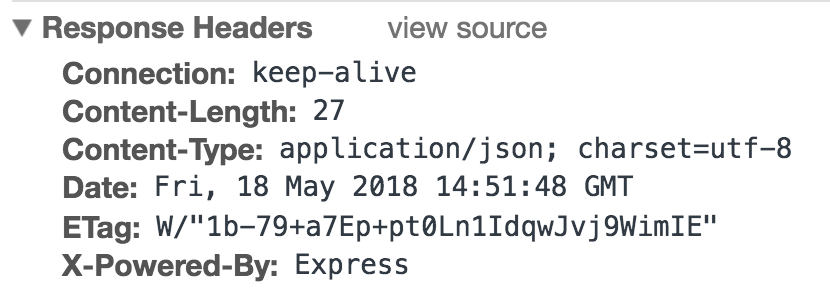 ▼ Response Headers view source
Connection: keep-alive
Content-Length: 27
Content-Type: application/json; charset=utf-8
Date: Fri, 18 May 2018 14:51:48 GMT
ETag: W/"1b-79+a7Ep+pt0Ln1IdqwJvj9WimIE"
X-Powered-By: Express